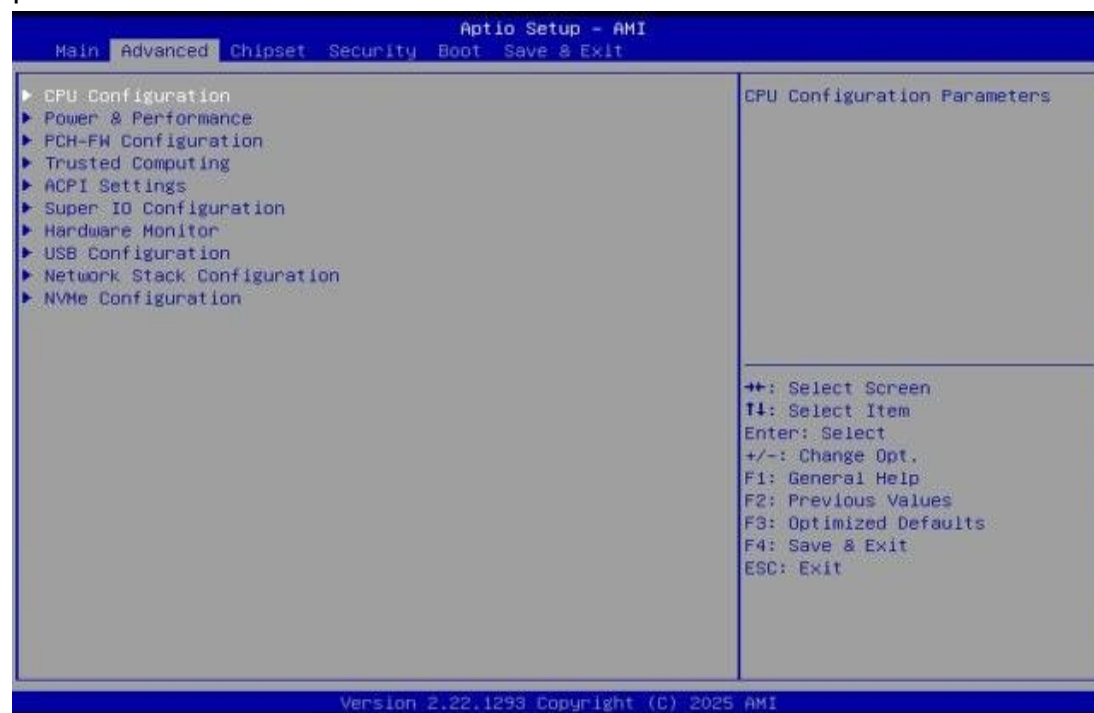 Aptio Setup – AMI
Main Advanced Chipset Security Boot Save & Exit
▶ CPU Configuration
▶ Power & Performance
▶ PCH-FW Configuration
▶ Trusted Computing
▶ ACPI Settings
▶ Super IO Configuration
▶ Hardware Monitor
▶ USB Configuration
▶ Network Stack Configuration
▶ NVMe Configuration
CPU Configuration Parameters
→←: Select Screen
↑↓: Select Item
Enter: Select
+/-: Change Opt.
F1: General Help
F2: Previous Values
F3: Optimized Defaults
F4: Save & Exit
ESC: Exit
Version 2.22.1293 Copyright (C) 2025 AMI